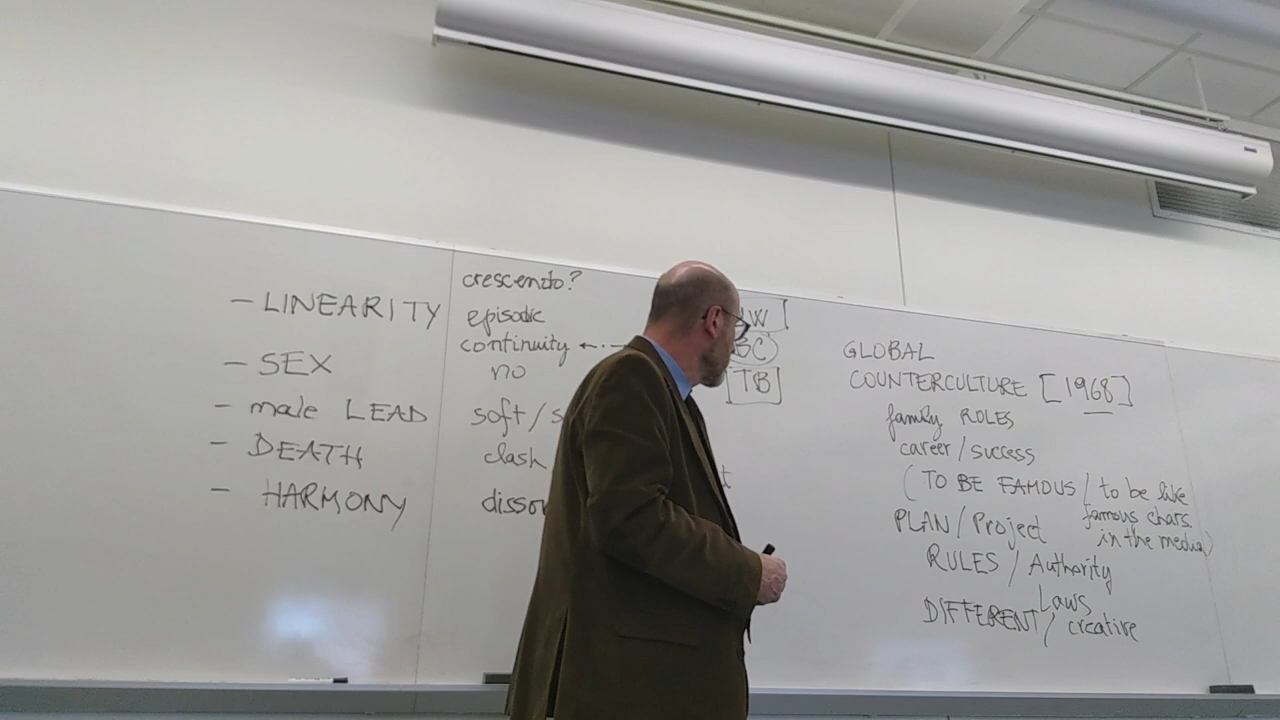 crescendo?
- LINEARITY episodic
continuity ←··
- SEX no
- male LEAD soft/s
- DEATH clash
- HARMONY disso
W]
[TB]
GLOBAL
COUNTERCULTURE [1968]
family ROLES
career/success
(TO BE FAMOUS / to be like
famous chars.
in the media)
PLAN/Project
RULES / Authority
Laws
DIFFERENT / creative